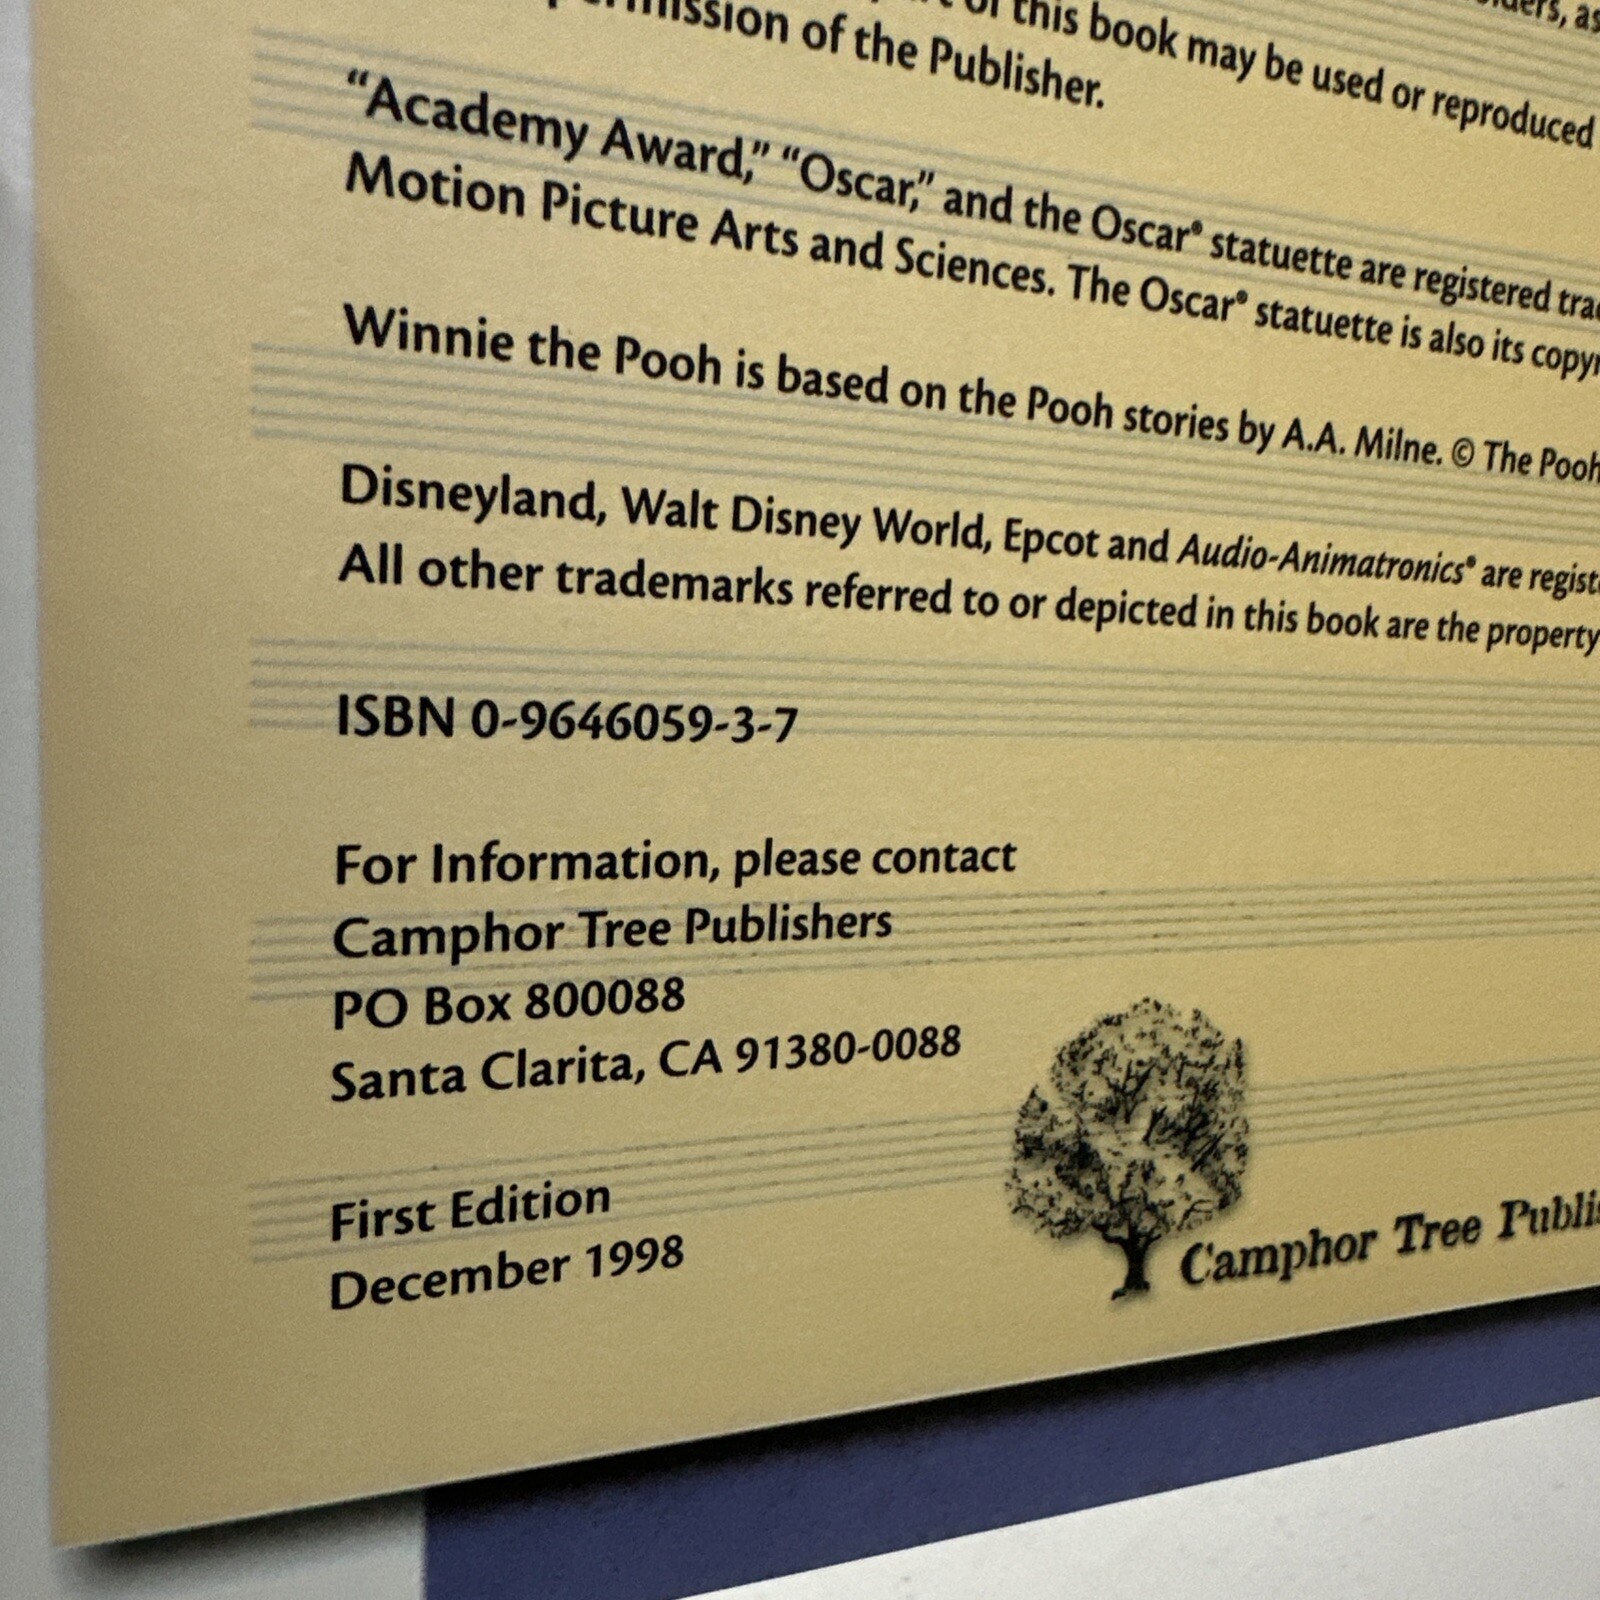 of this book may be used or reproduced
permission of the Publisher.
“Academy Award,” “Oscar,” and the Oscar® statuette are registered
Motion Picture Arts and Sciences. The Oscar® statuette is also its
Winnie the Pooh is based on the Pooh stories by A.A. Milne. © The Pooh
Disneyland, Walt Disney World, Epcot and Audio-Animatronics® are
All other trademarks referred to or depicted in this book are the property
ISBN 0-9646059-3-7
For Information, please contact
Camphor Tree Publishers
PO Box 800088
Santa Clarita, CA 91380-0088
First Edition
December 1998
Camphor Tree